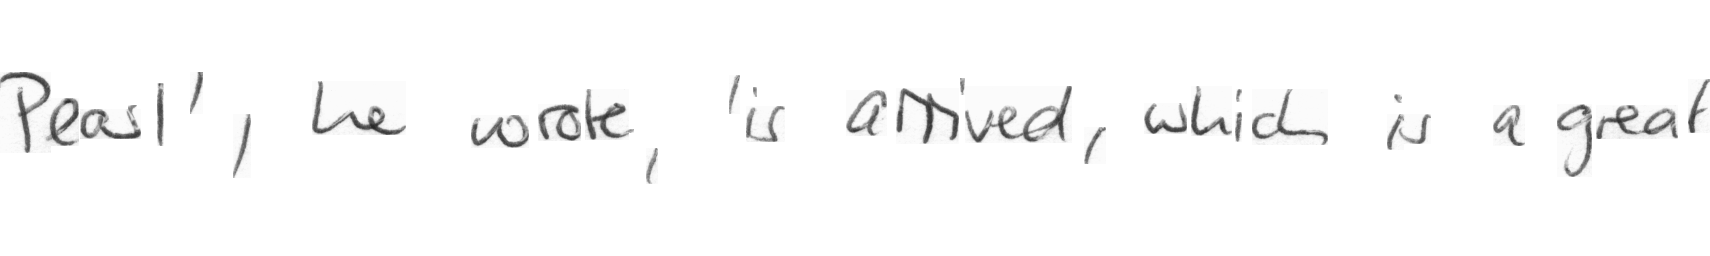 Pearl', he wrote, 'is arrived, which is a great